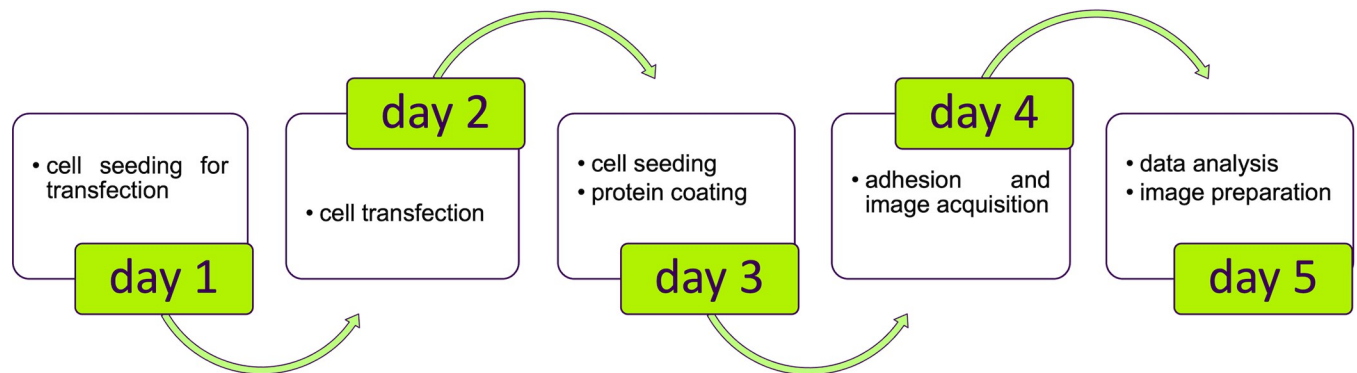 day 1
• cell seeding for
transfection
day 2
• cell transfection
day 3
• cell seeding
• protein coating
day 4
• adhesion and
image acquisition
day 5
• data analysis
• image preparation